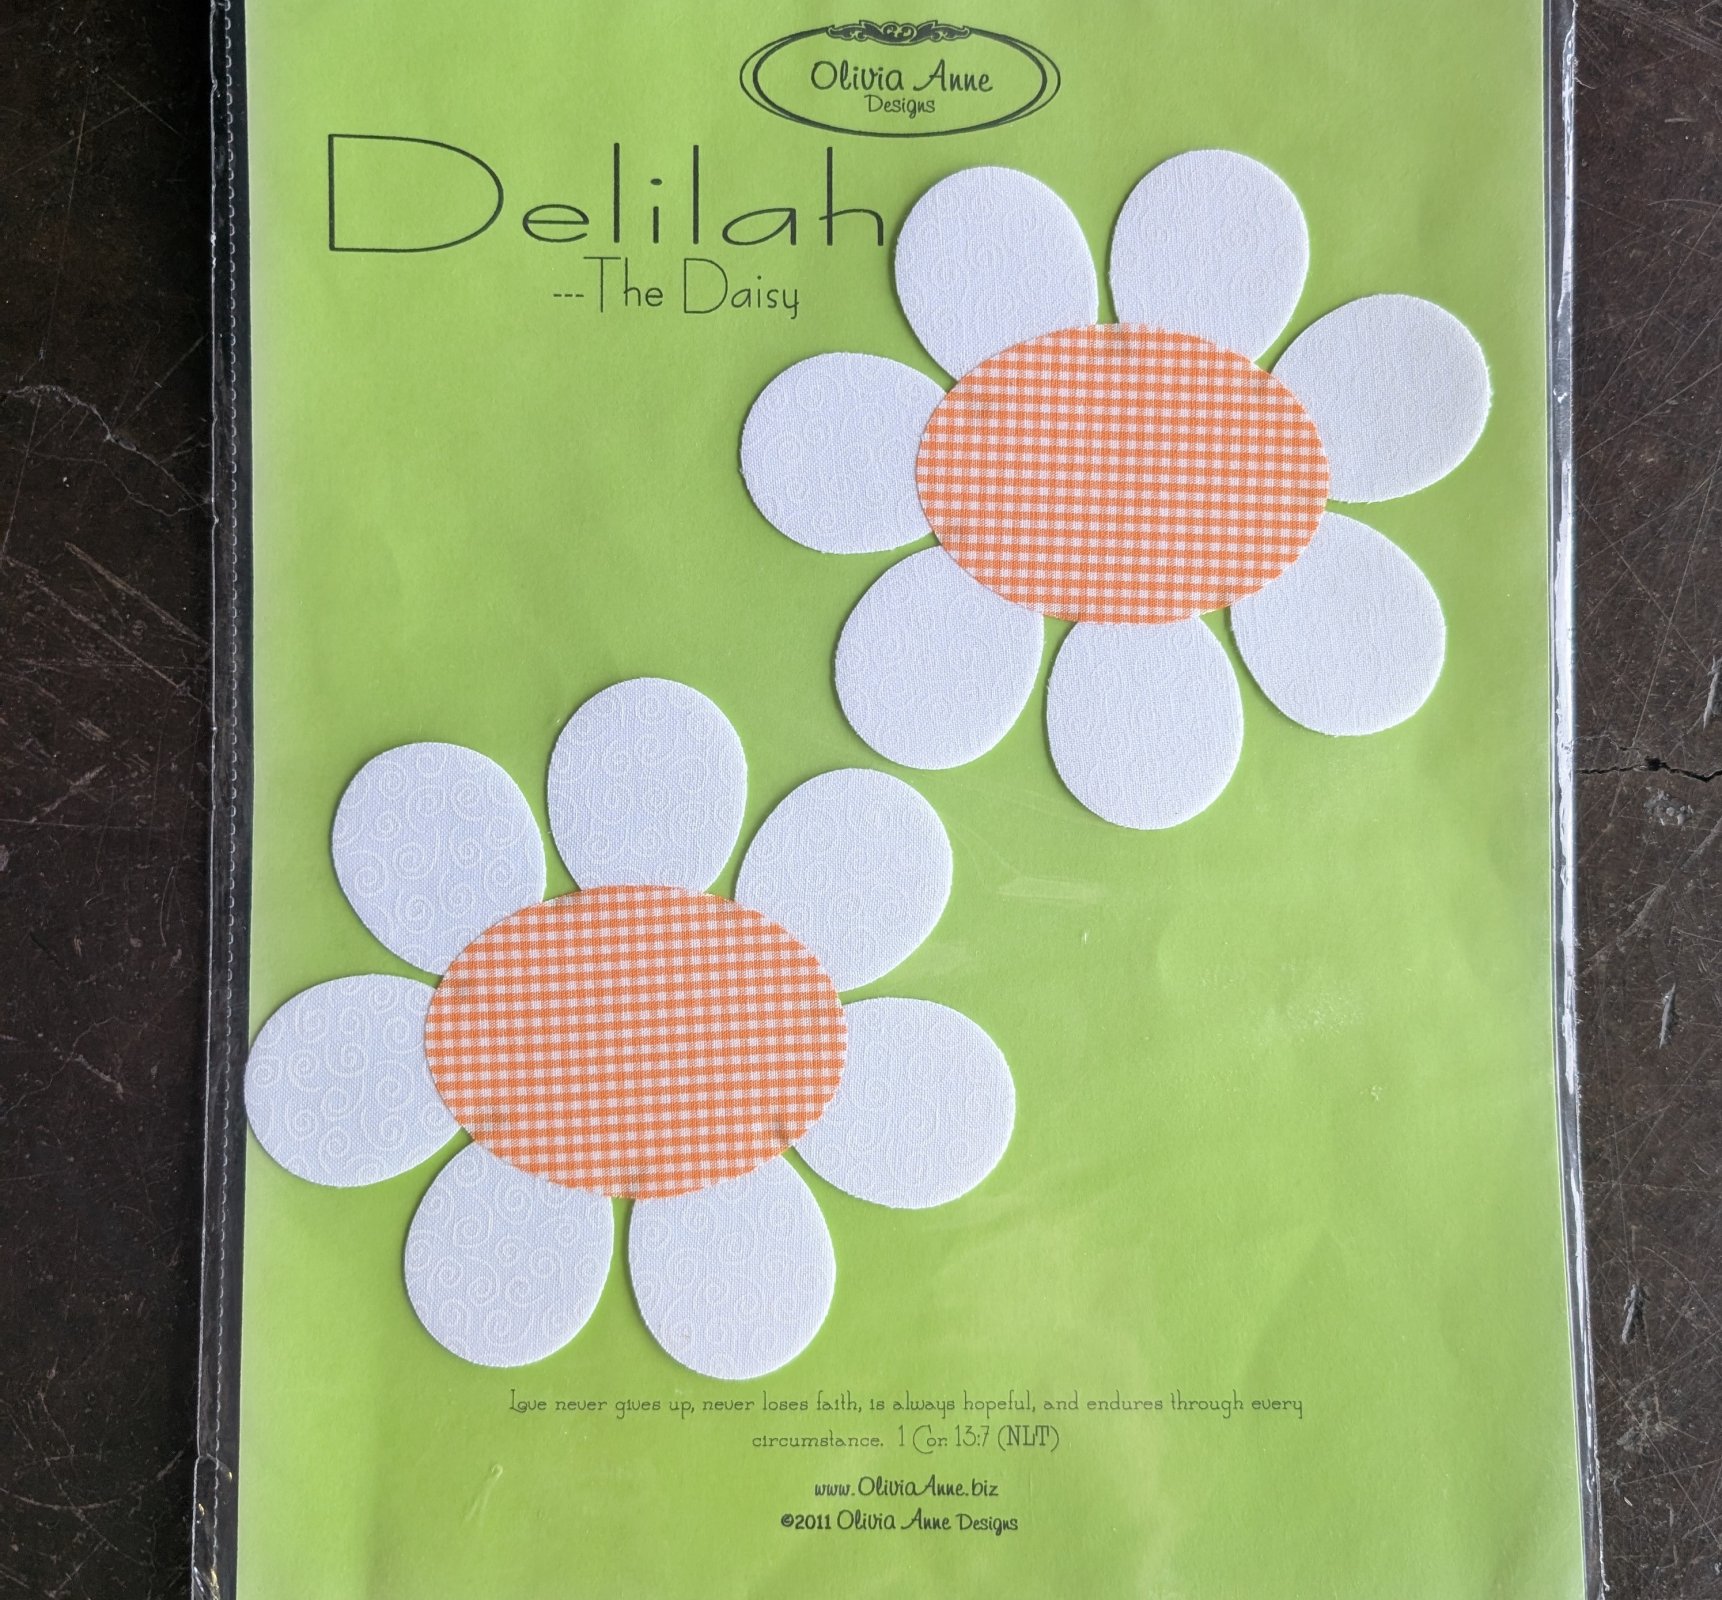 Olivia Anne
Designs
Delilah
---The Daisy
Love never gives up, never loses faith, is always hopeful, and endures through every
circumstance. 1 Cor. 13:7 (NLT)
www.OliviaAnne.biz
©2011 Olivia Anne Designs